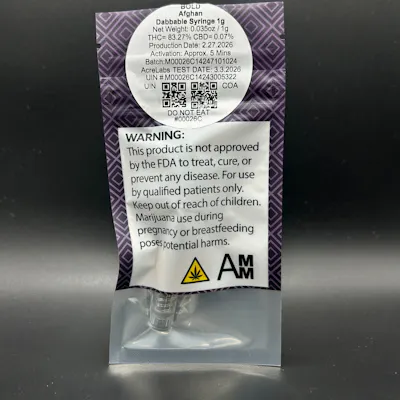 BOLD
Afghan
Dabbable Syringe 1g
Net Weight: 0.035oz / 1g
THC= 83.27% CBD= 0.07%
Production Date: 2.27.2026
Activation: Approx. 5 Mins
Batch:M00026C14247101024
AcreLabs TEST DATE: 3.3.2026
UIN #:M00026C14243005322
UIN COA
DO NOT EAT
#00026C
WARNING:
This product is not approved
by the FDA to treat, cure, or
prevent any disease. For use
by qualified patients only.
Keep out of reach of children.
Marijuana use during
pregnancy or breastfeeding
poses potential harms.
AMM